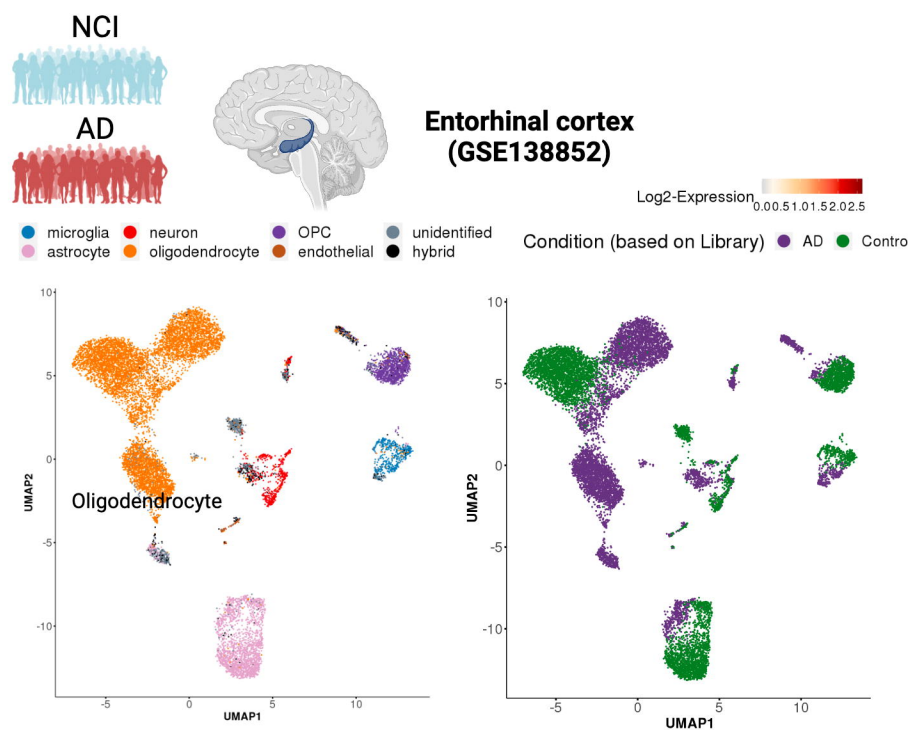 NCI
AD
Entorhinal cortex
(GSE138852)
Log2-Expression
0.00.51.01.52.02.5
microglia
neuron
OPC
unidentified
astrocyte
oligodendrocyte
endothelial
hybrid
Condition (based on Library)
AD
Contro
10
5
0
-5
-10
UMAP2
Oligodendrocyte
-5
0
5
10
UMAP1
10
5
0
-5
-10
UMAP2
-5
0
5
10
UMAP1